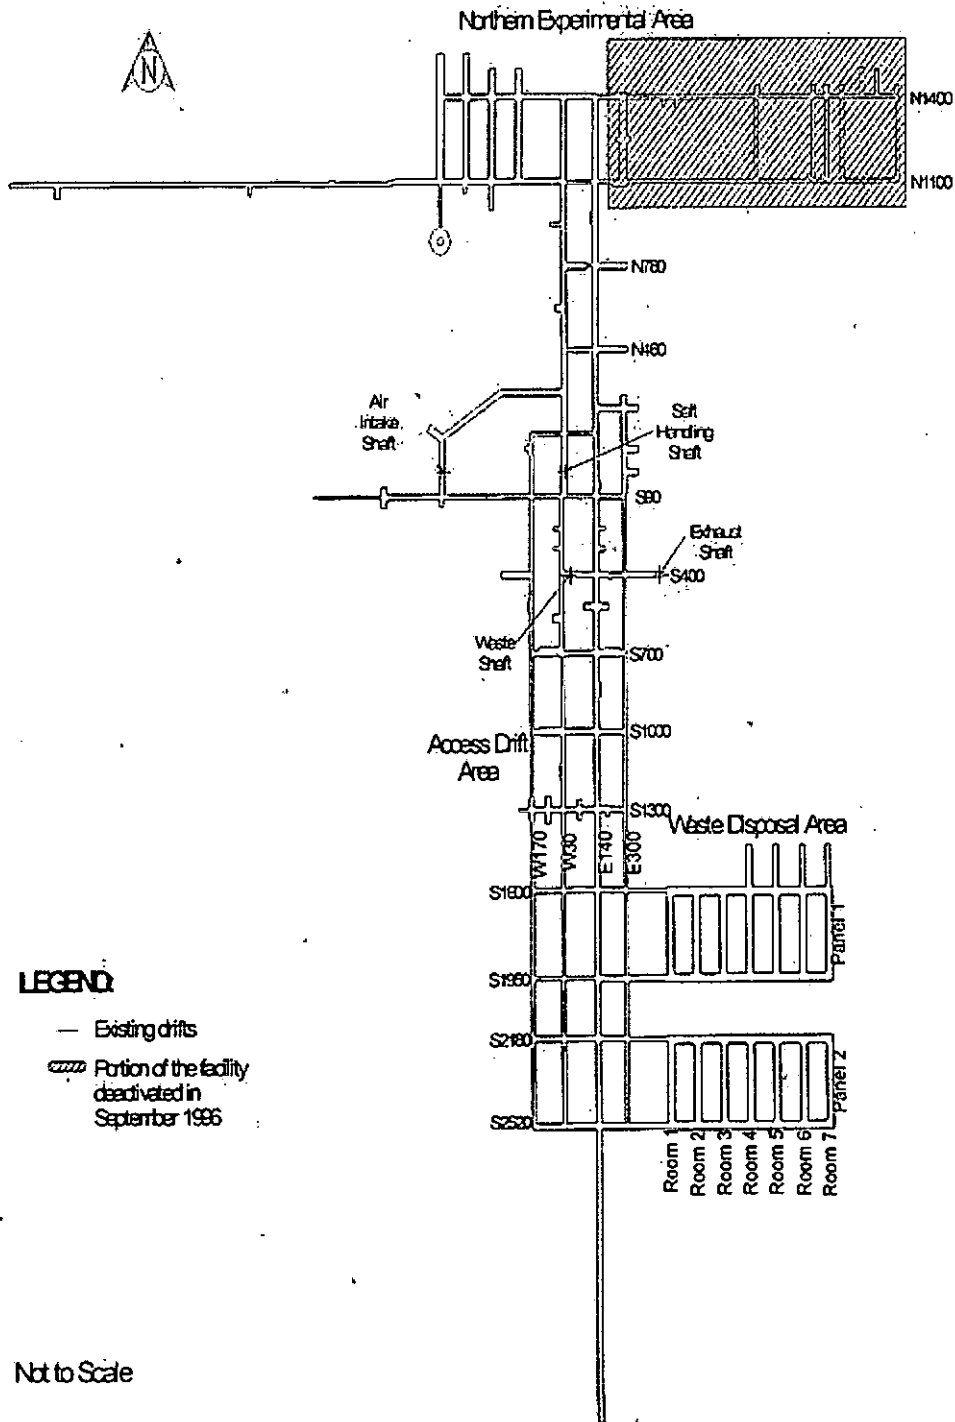 Northern Experimental Area
N
N1400
N1100
N780
N460
Air
Intake
Shaft
Salt
Handling
Shaft
S90
Exhaust
Shaft
S400
Waste
Shaft
S700
S1000
Access Drift
Area
S1300
Waste Disposal Area
W170
W30
E140
E300
S1600
Panel 1
S1950
S2180
Panel 2
S2520
Room 1
Room 2
Room 3
Room 4
Room 5
Room 6
Room 7
LEGEND:
Existing drifts
Portion of the facility
deactivated in
September 1996
Not to Scale